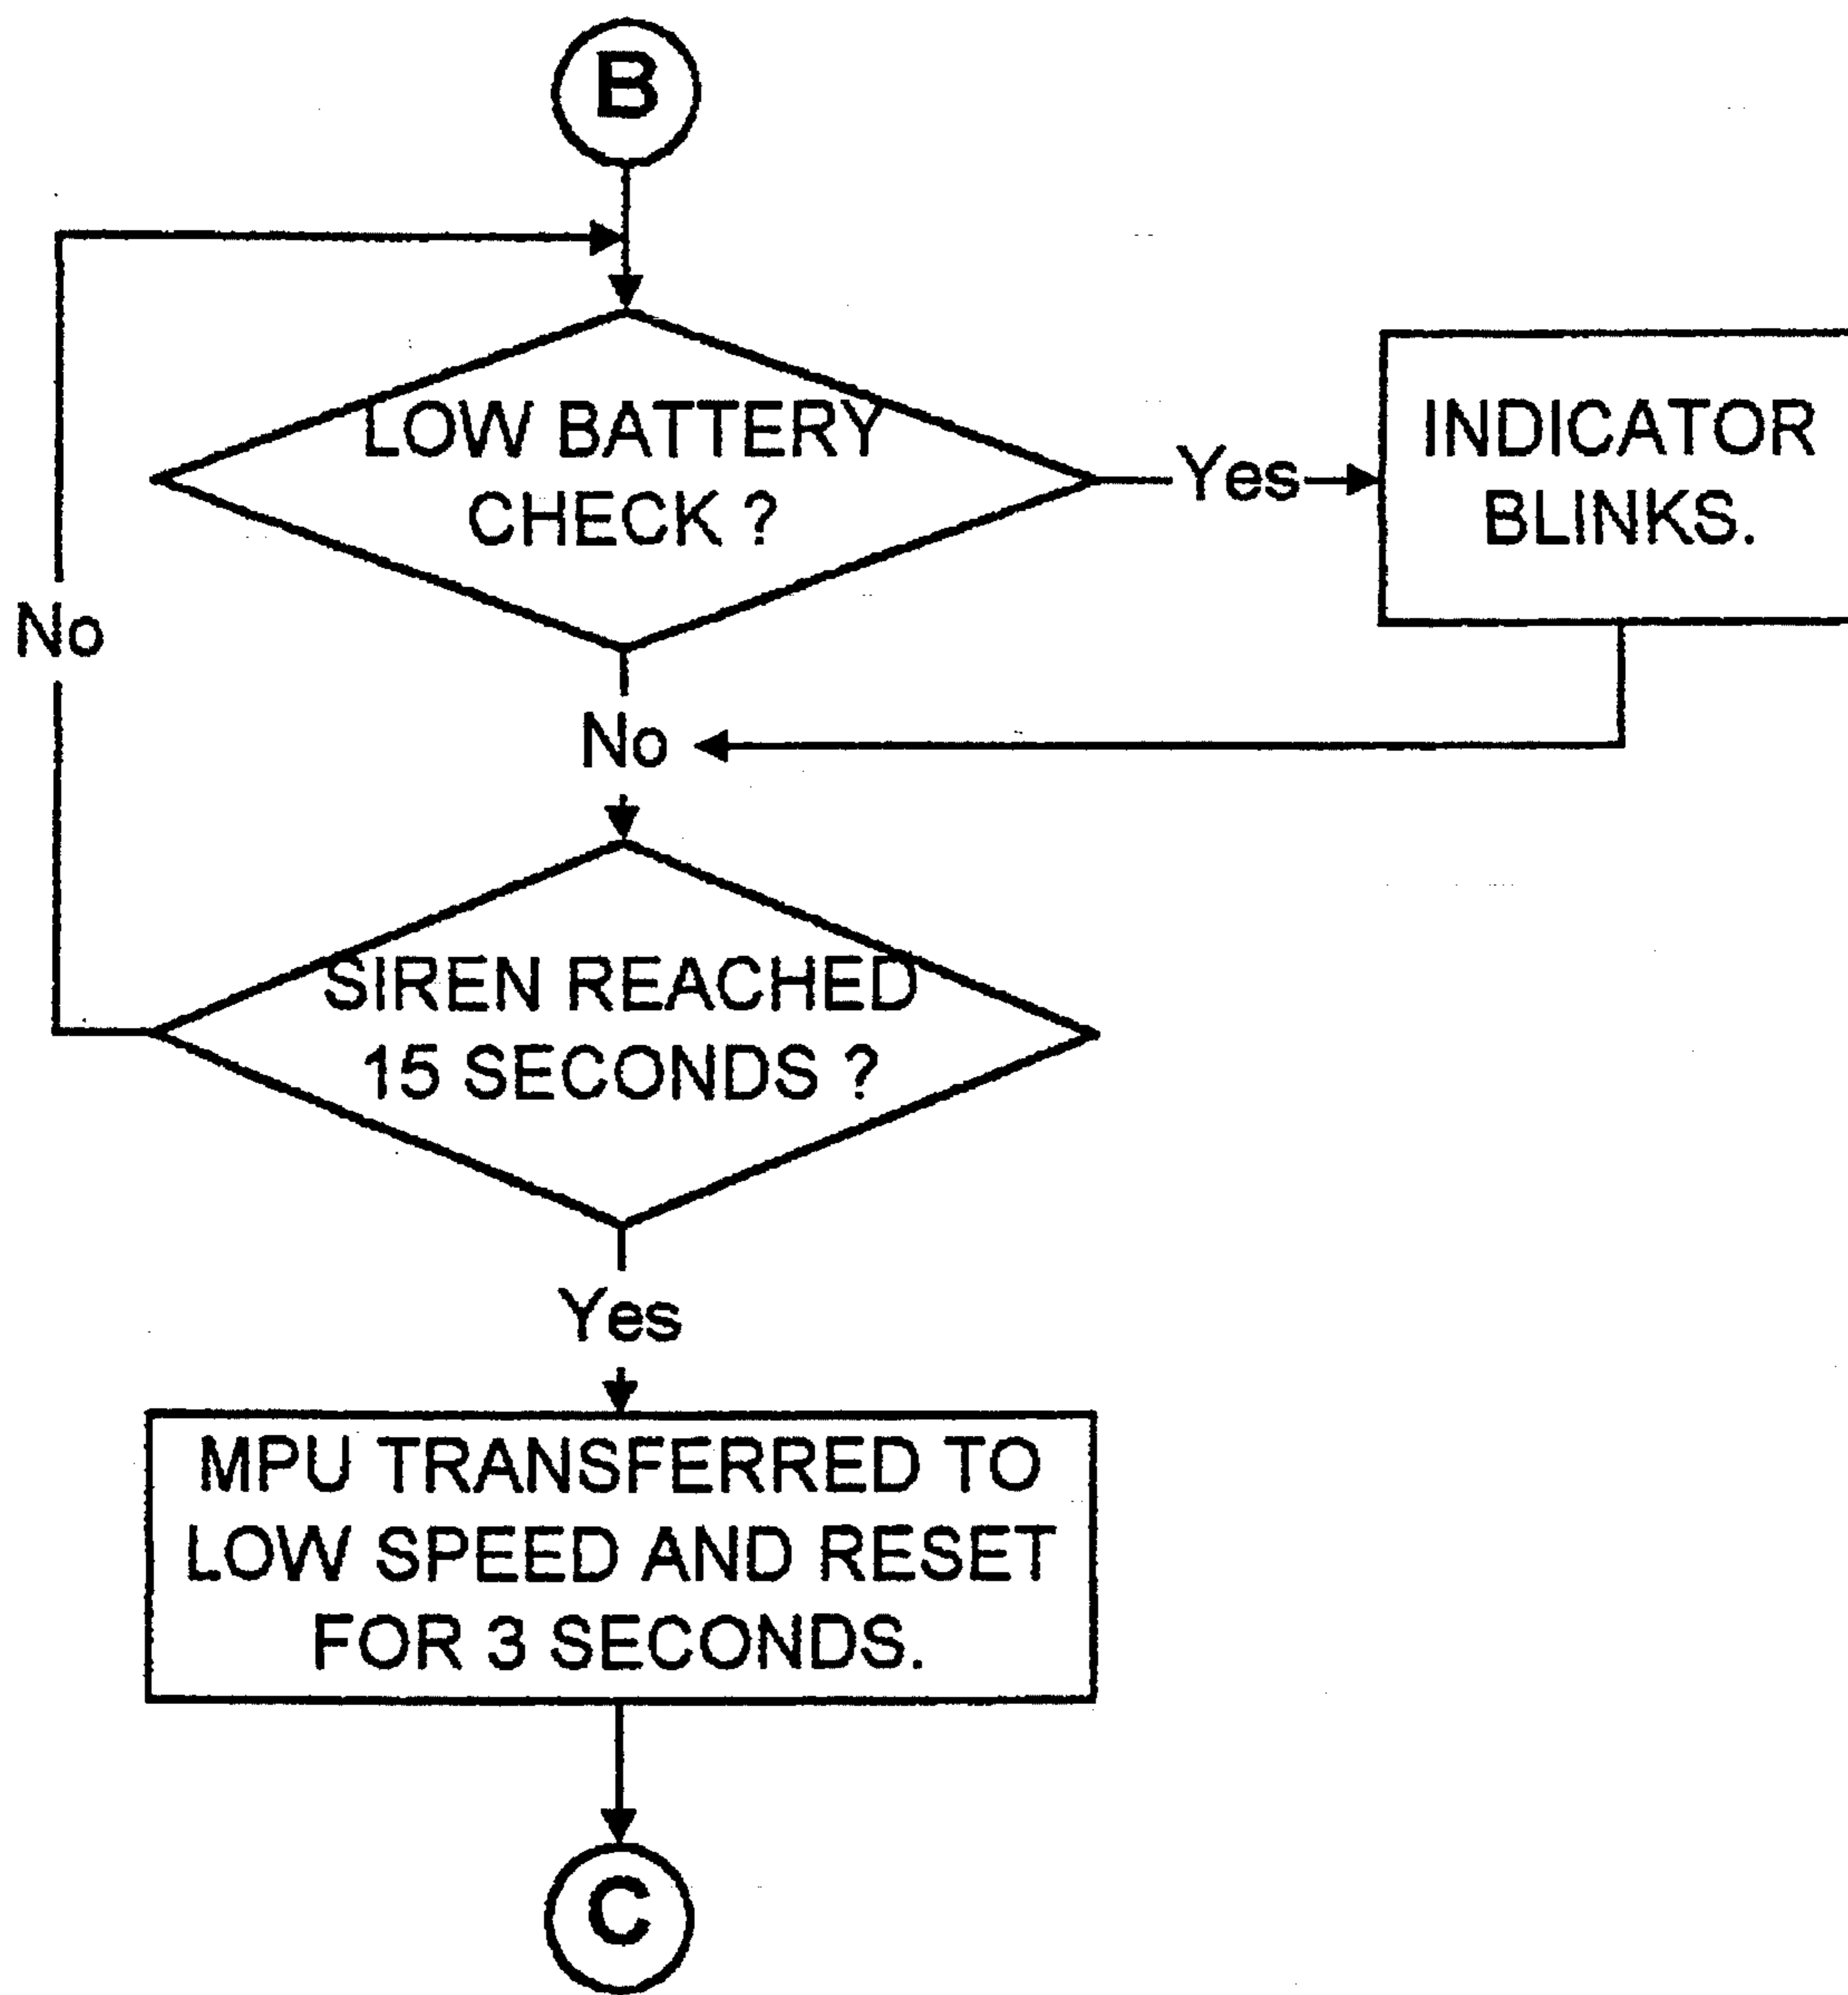 B
LOW BATTERY
CHECK ?
Yes
INDICATOR
BLINKS.
No
No
SIREN REACHED
15 SECONDS ?
Yes
MPU TRANSFERRED TO
LOW SPEED AND RESET
FOR 3 SECONDS.
C